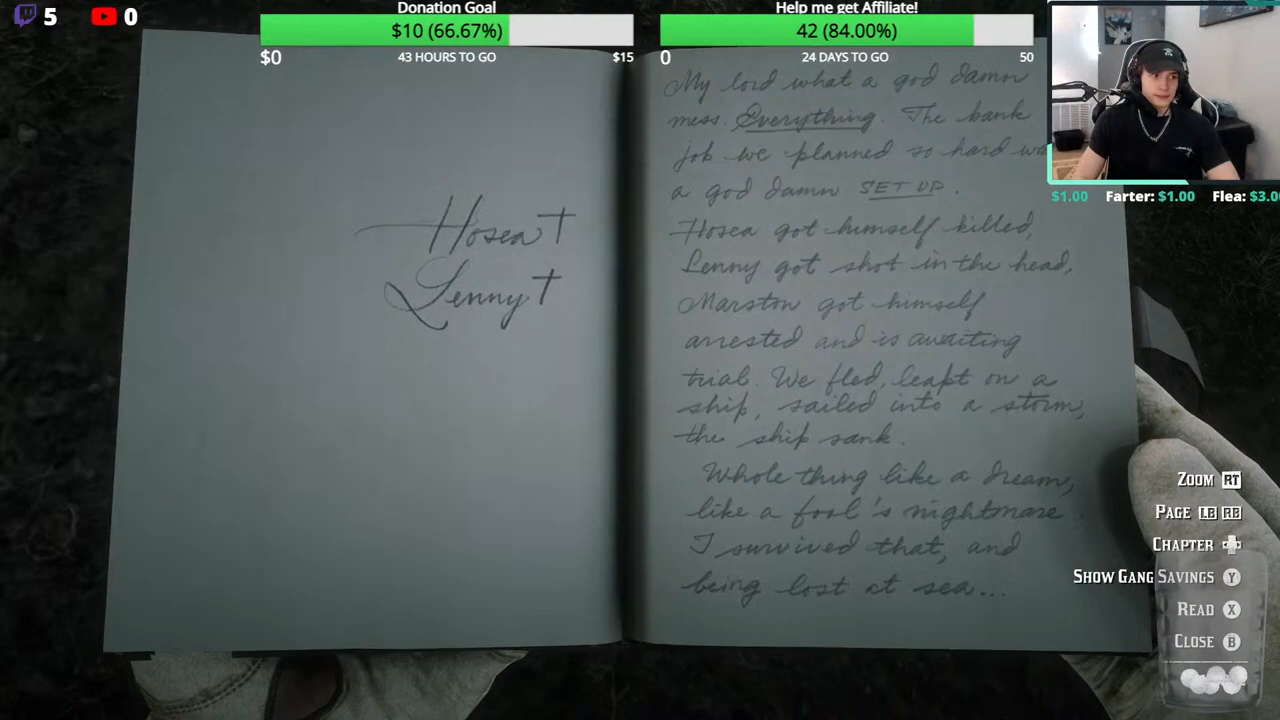 5
0
Donation Goal
$10 (66.67%)
$0
43 HOURS TO GO
$15
Help me get Affiliate!
42 (84.00%)
0
24 DAYS TO GO
50
$1.00 Farter: $1.00 Flea: $3.0
Hosea †
Lenny †
My lord what a god damn
mess. Everything. The bank
job we planned so hard
a god damn SET UP.
Hosea got himself killed,
Lenny got shot in the head,
Marston got himself
arrested and is awaiting
trial. We fled, leapt on a
ship, sailed into a storm,
the ship sank.
Whole thing like a dream,
like a fool's nightmare.
I survived that, and
being lost at sea...
ZOOM RT
PAGE LB RB
CHAPTER
SHOW GANG SAVINGS Y
READ X
CLOSE B